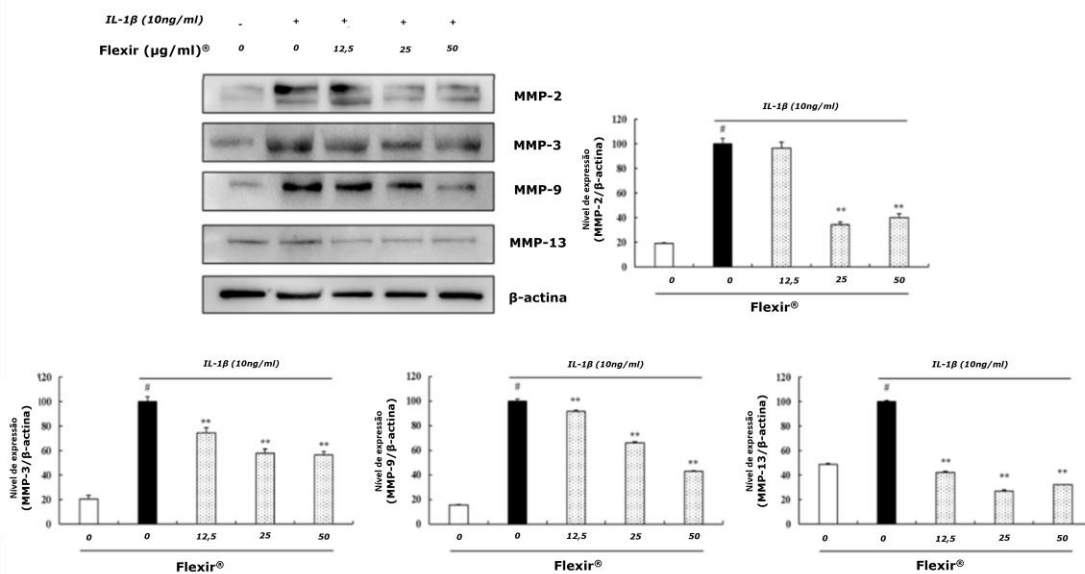 IL-1β (10ng/ml) - + + + +
Flexir (µg/ml)® 0 0 12,5 25 50
MMP-2
MMP-3
MMP-9
MMP-13
β-actina
IL-1β (10ng/ml)
Nível de expressão
(MMP-2/β-actina)
120
100
80
60
40
20
0
#
**
**
0 0 12,5 25 50
Flexir®
IL-1β (10ng/ml)
Nível de expressão
(MMP-3/β-actina)
120
100
80
60
40
20
0
#
**
**
**
0 0 12,5 25 50
Flexir®
IL-1β (10ng/ml)
Nível de expressão
(MMP-9/β-actina)
120
100
80
60
40
20
0
#
**
**
**
0 0 12,5 25 50
Flexir®
IL-1β (10ng/ml)
Nível de expressão
(MMP-13/β-actina)
120
100
80
60
40
20
0
#
**
**
**
0 0 12,5 25 50
Flexir®